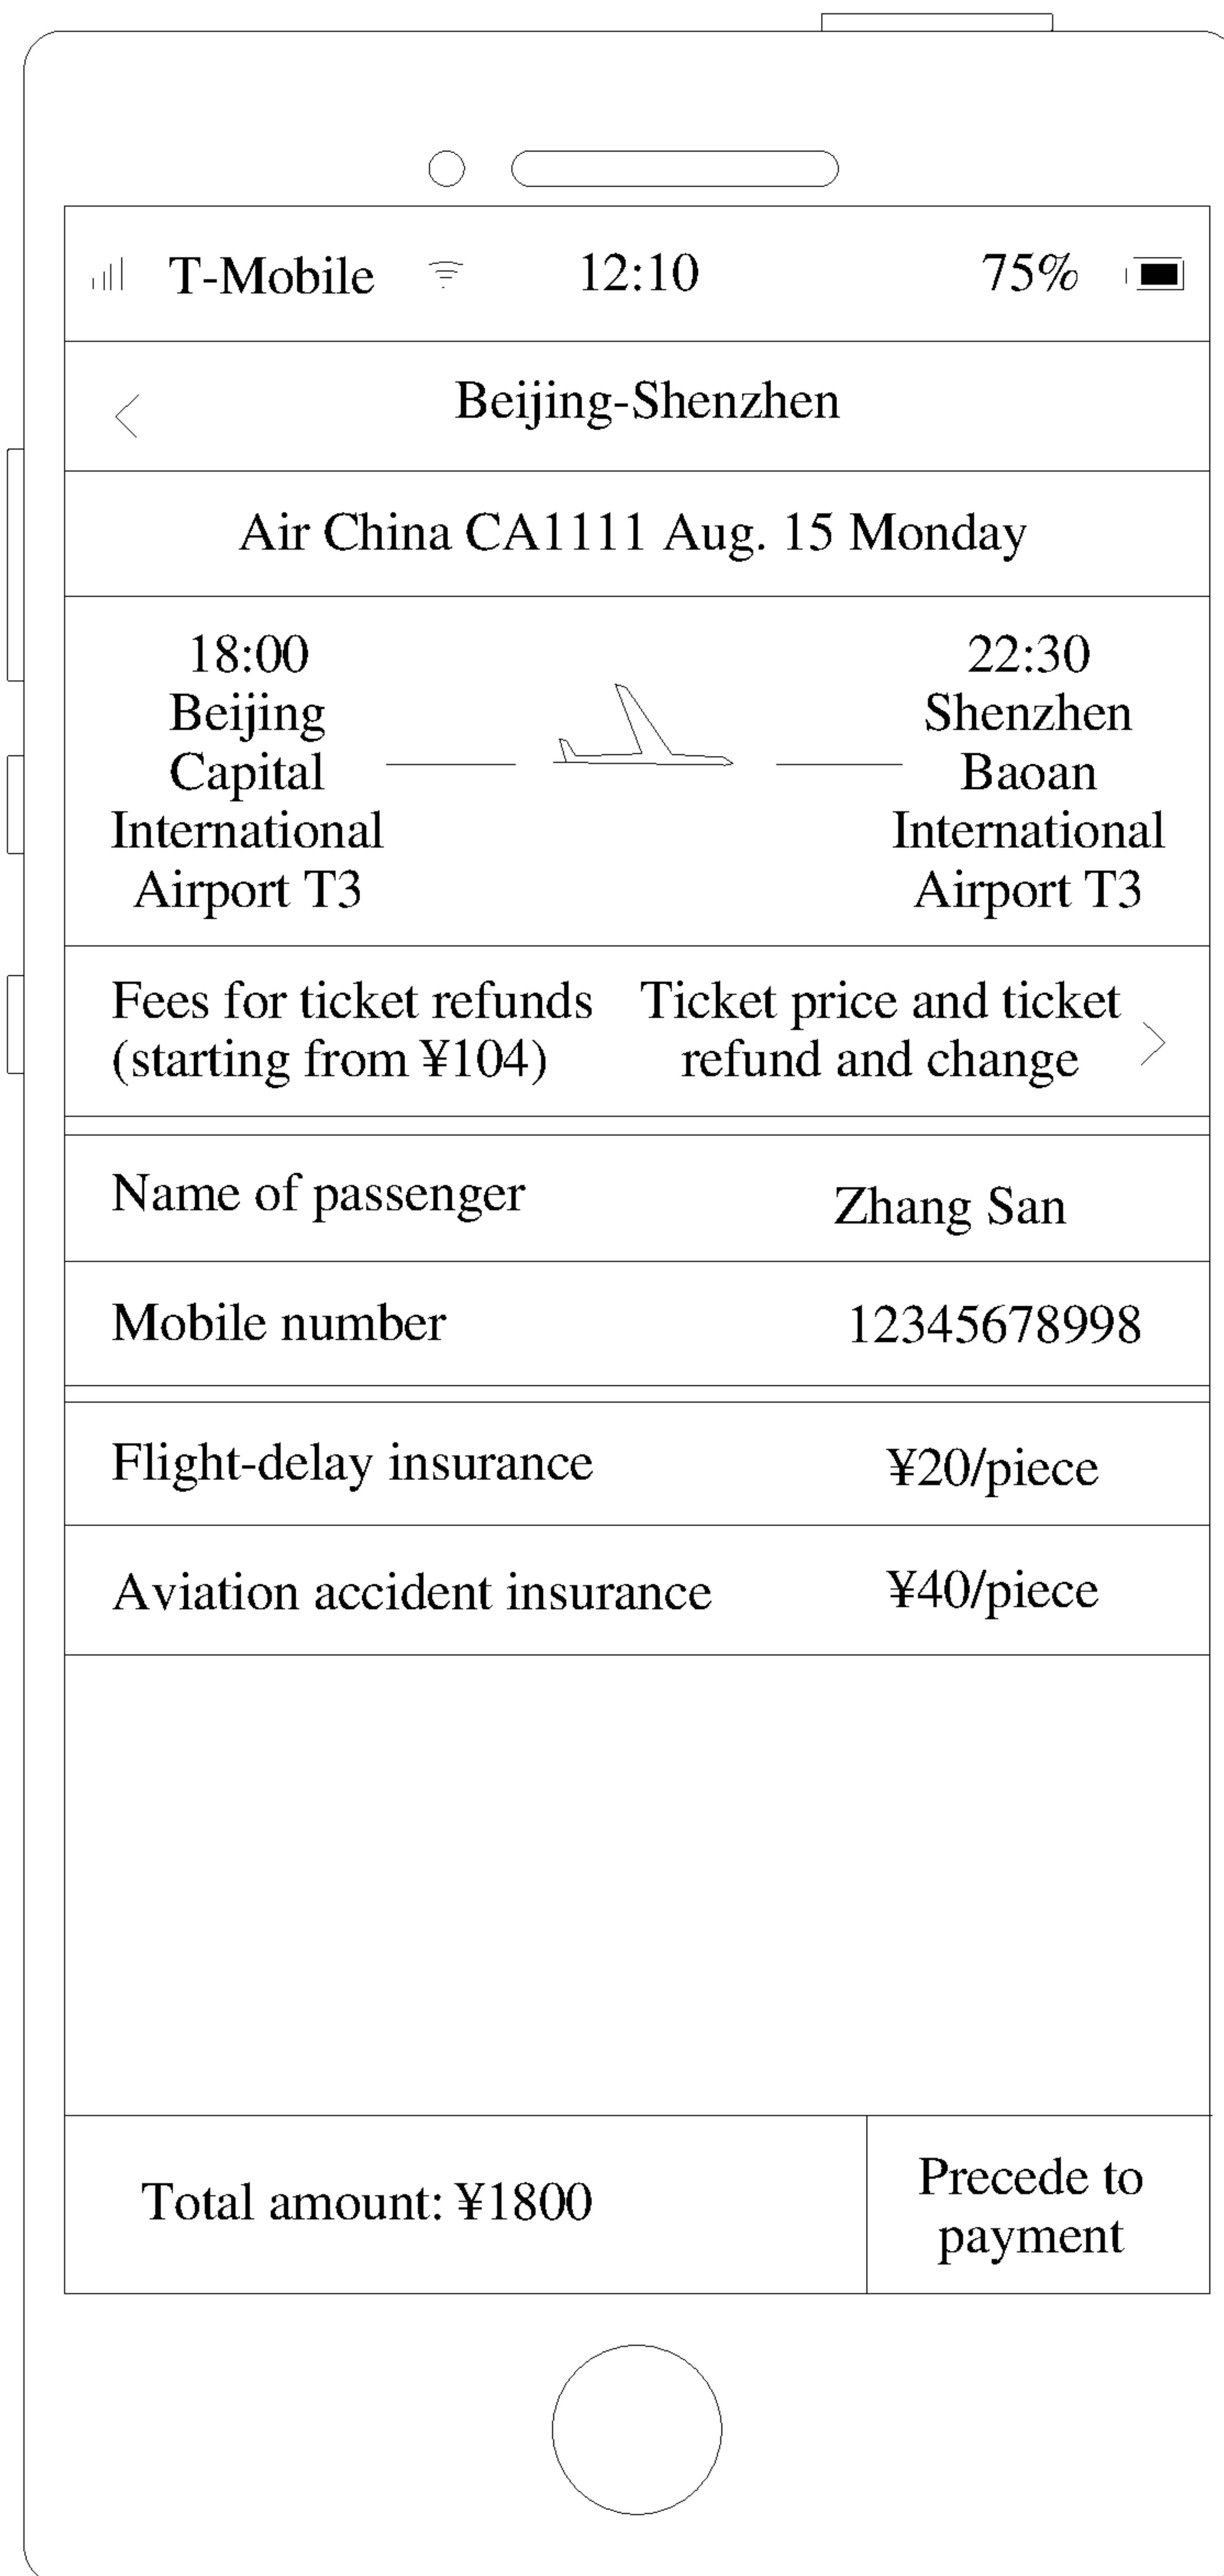 T-Mobile 12:10 75%
Beijing-Shenzhen
Air China CA1111 Aug. 15 Monday
18:00
Beijing
Capital
International
Airport T3
22:30
Shenzhen
Baoan
International
Airport T3
Fees for ticket refunds
(starting from ¥104)
Ticket price and ticket
refund and change
Name of passenger Zhang San
Mobile number 12345678998
Flight-delay insurance ¥20/piece
Aviation accident insurance ¥40/piece
Total amount: ¥1800
Precede to
payment